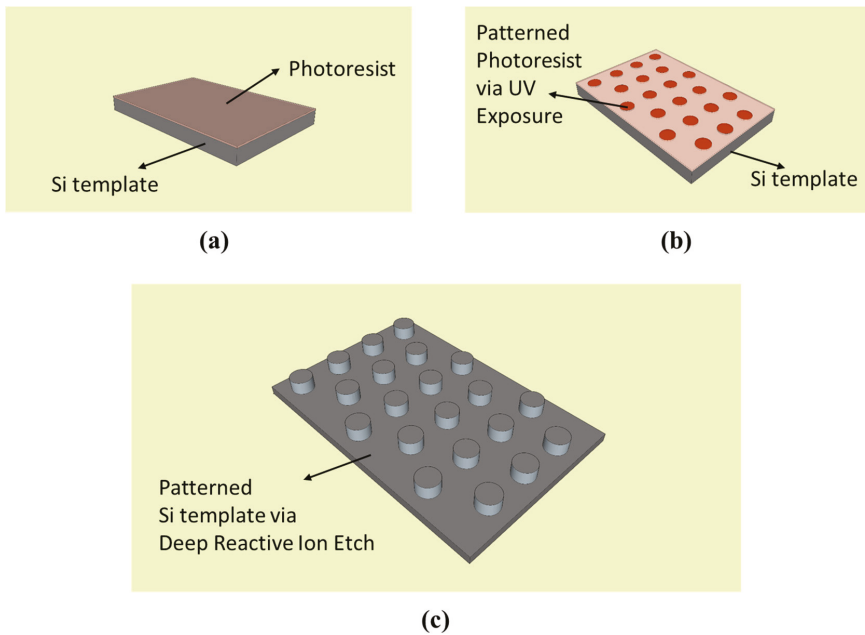 Photoresist
Si template
(a)
Patterned
Photoresist
via UV
Exposure
Si template
(b)
Patterned
Si template via
Deep Reactive Ion Etch
(c)